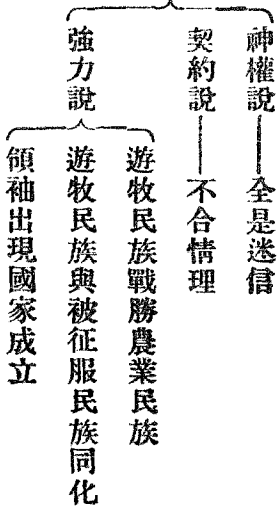 神權說——全是迷信
契約說——不合情理
強力說
遊牧民族戰勝農業民族
遊牧民族與被征服民族同化
領袖出現國家成立